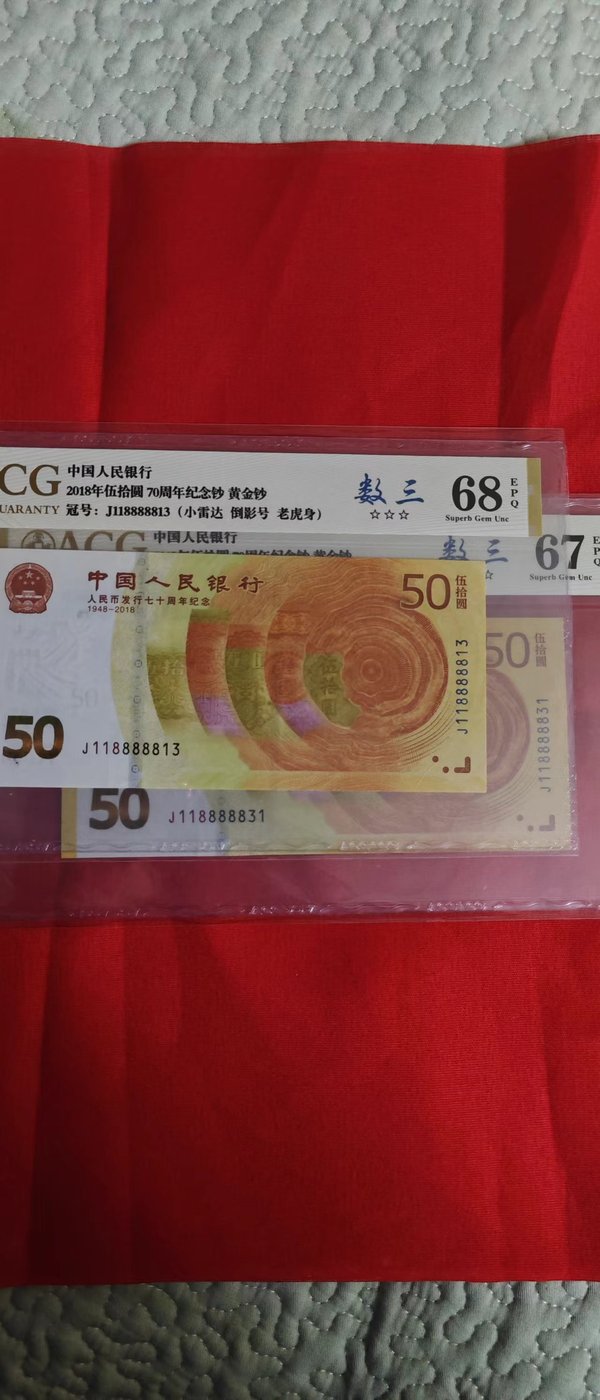 CG
UARANTY
中国人民银行
2018年伍拾圆 70周年纪念钞 黄金钞
冠号：J118888813（小雷达 倒影号 老虎身）
数三
☆☆☆
68
EPQ
Superb Gem Unc
ACG
中国人民银行
数三
67
Superb Gem Unc
中国人民银行
人民币发行七十周年纪念
1948-2018
50
伍拾圆
J118888813
50
J118888813
50
伍拾圆
J118888831
50
J118888831